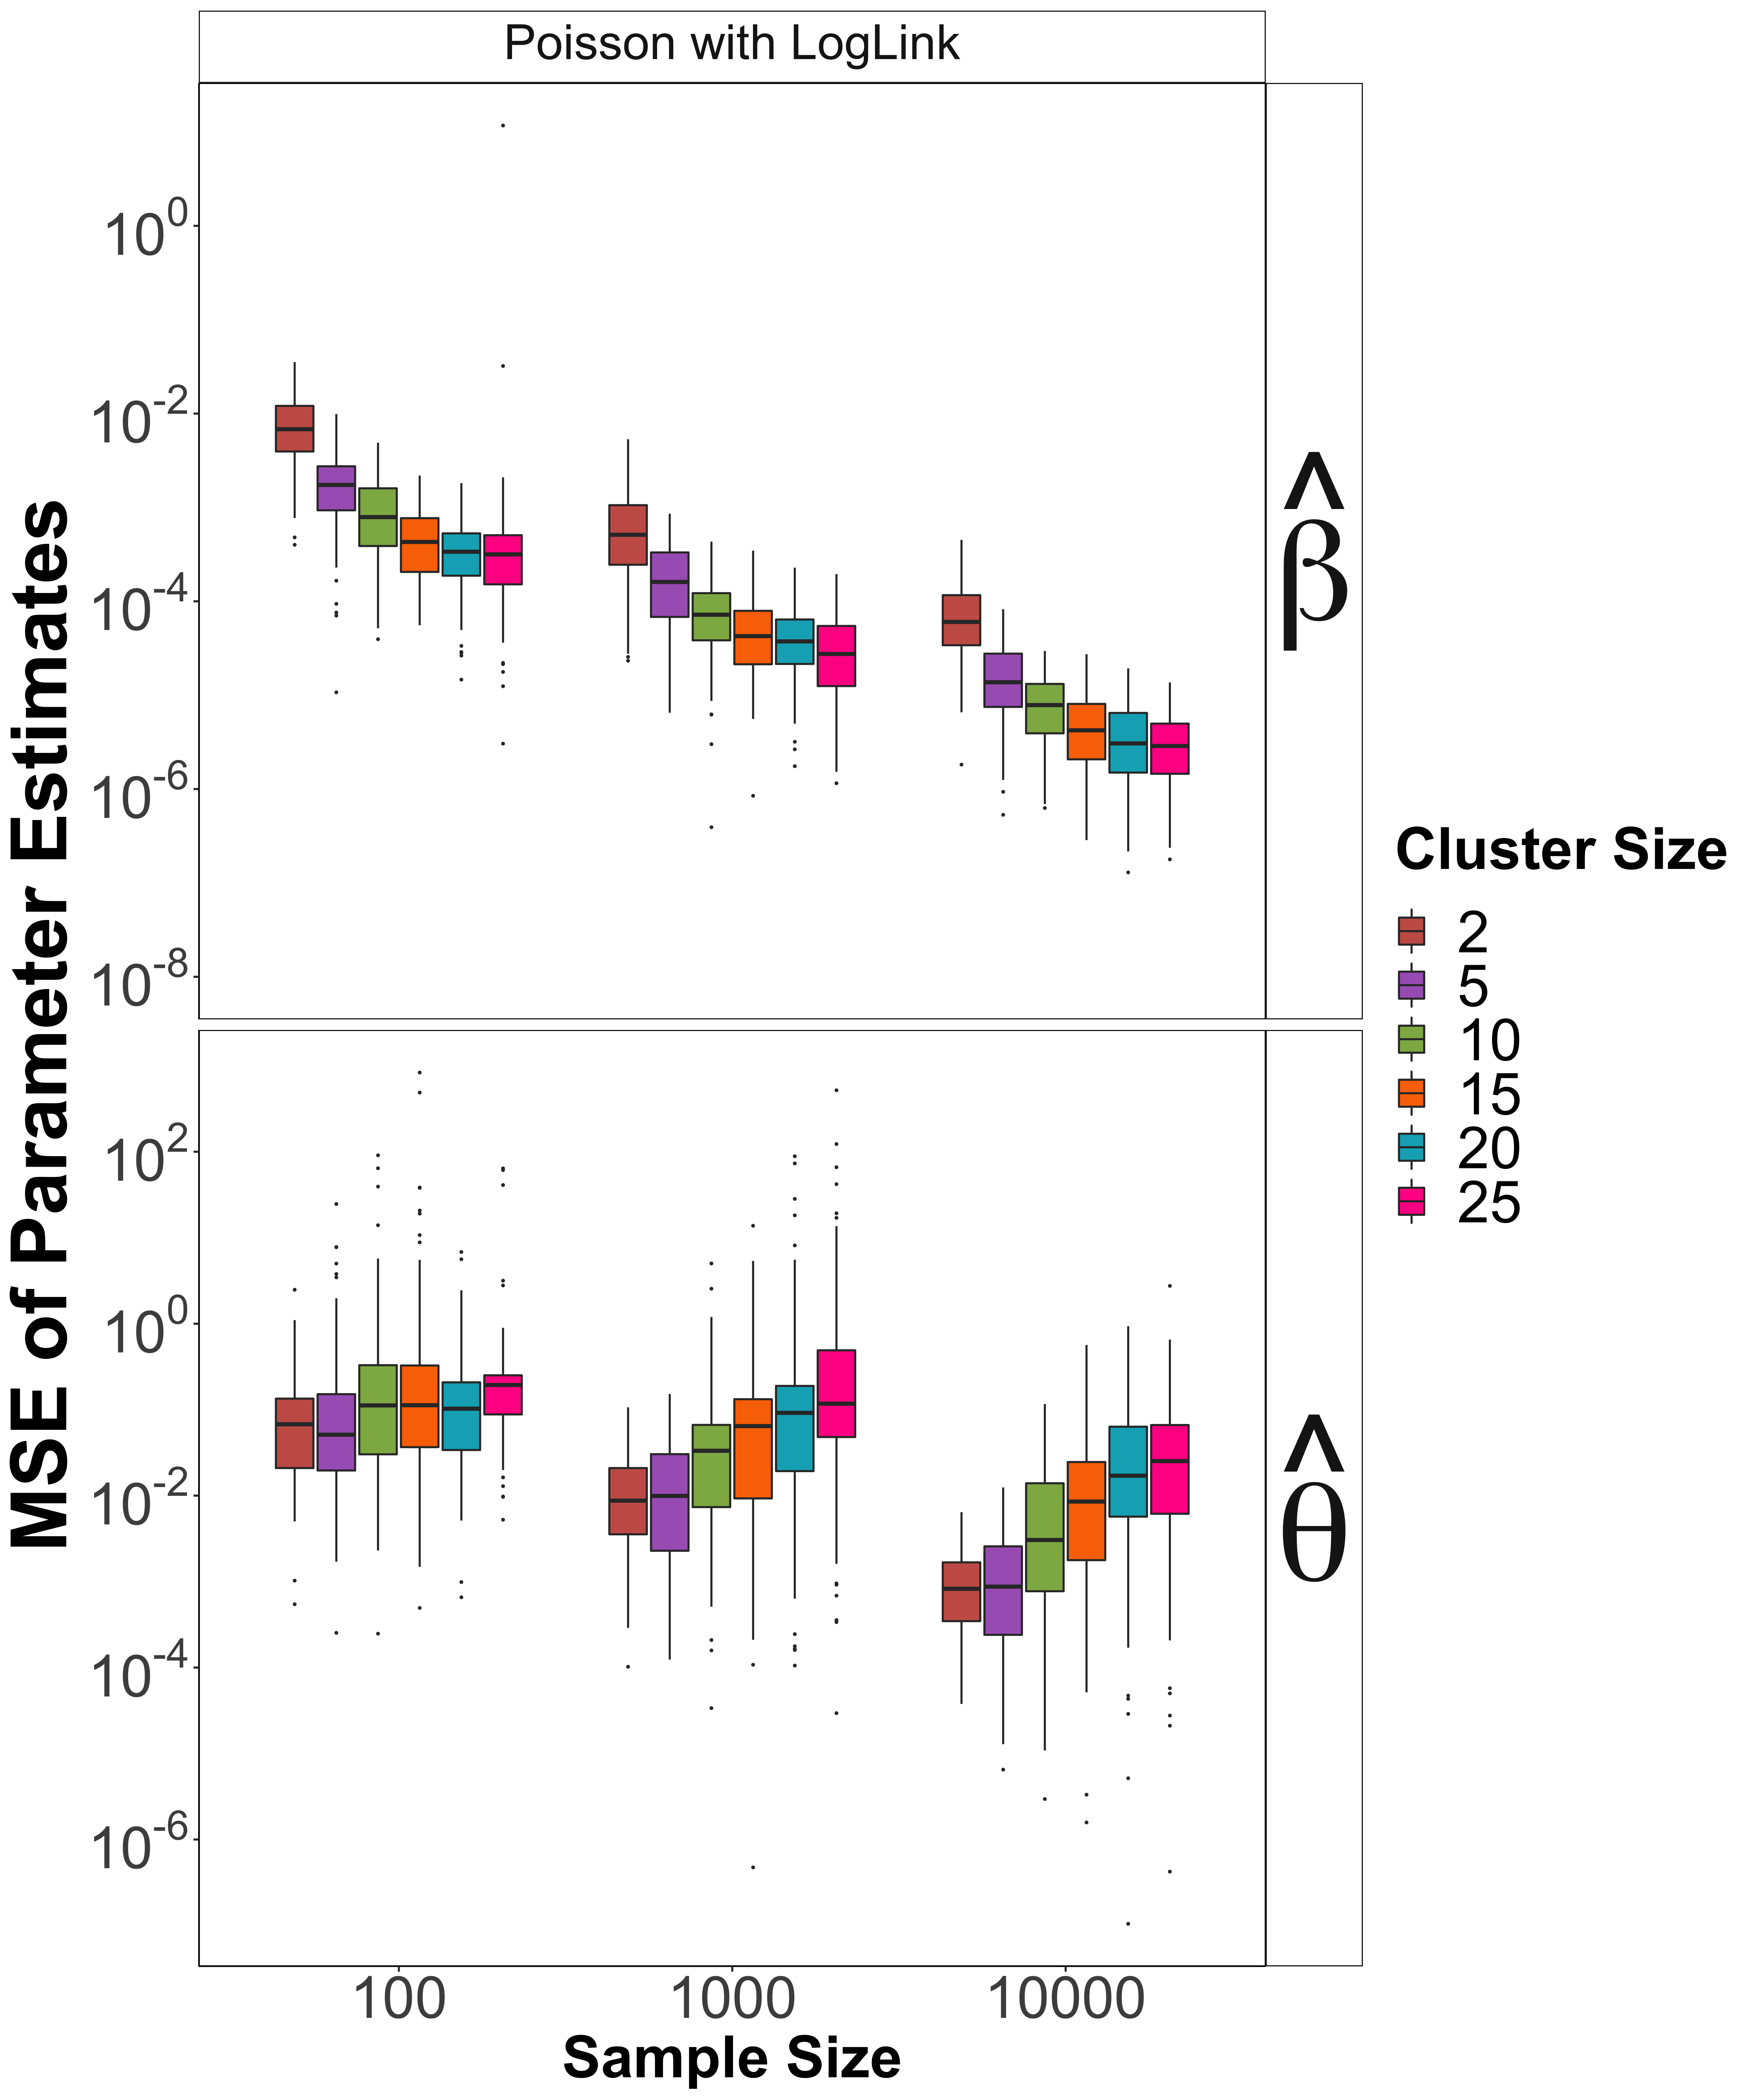 Poisson with LogLink
MSE of Parameter Estimates
10^0
10^-2
10^-4
10^-6
10^-8
β̂
10^2
10^0
10^-2
10^-4
10^-6
θ̂
100 1000 10000
Sample Size
Cluster Size
2
5
10
15
20
25